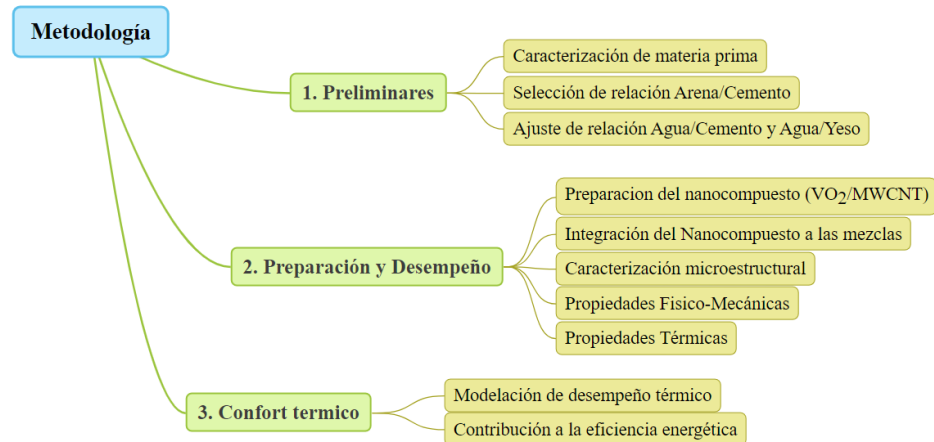 Metodología
1. Preliminares
Caracterización de materia prima
Selección de relación Arena/Cemento
Ajuste de relación Agua/Cemento y Agua/Yeso
2. Preparación y Desempeño
Preparacion del nanocompuesto (VO2/MWCNT)
Integración del Nanocompuesto a las mezclas
Caracterización microestructural
Propiedades Fisico-Mecánicas
Propiedades Térmicas
3. Confort termico
Modelación de desempeño térmico
Contribución a la eficiencia energética